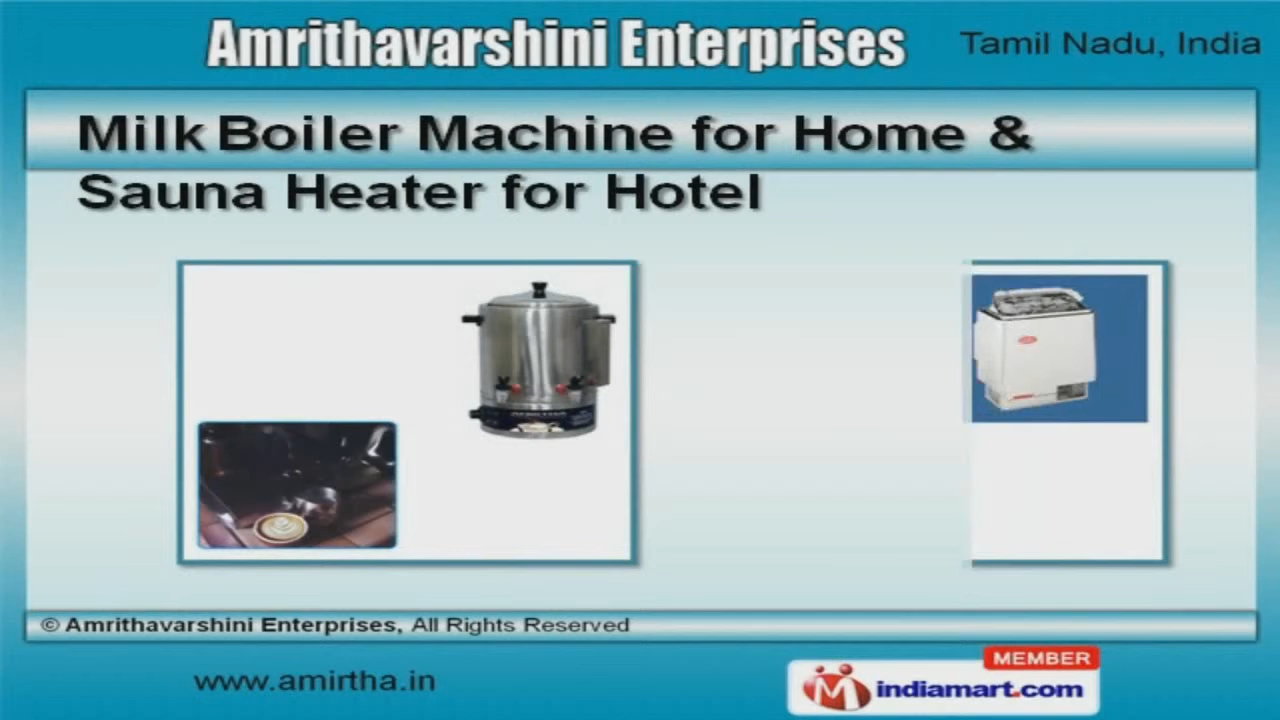 Amrithavarshini Enterprises
Tamil Nadu, India
Milk Boiler Machine for Home &
Sauna Heater for Hotel
© Amrithavarshini Enterprises, All Rights Reserved
www.amirtha.in
MEMBER
indiamart.com